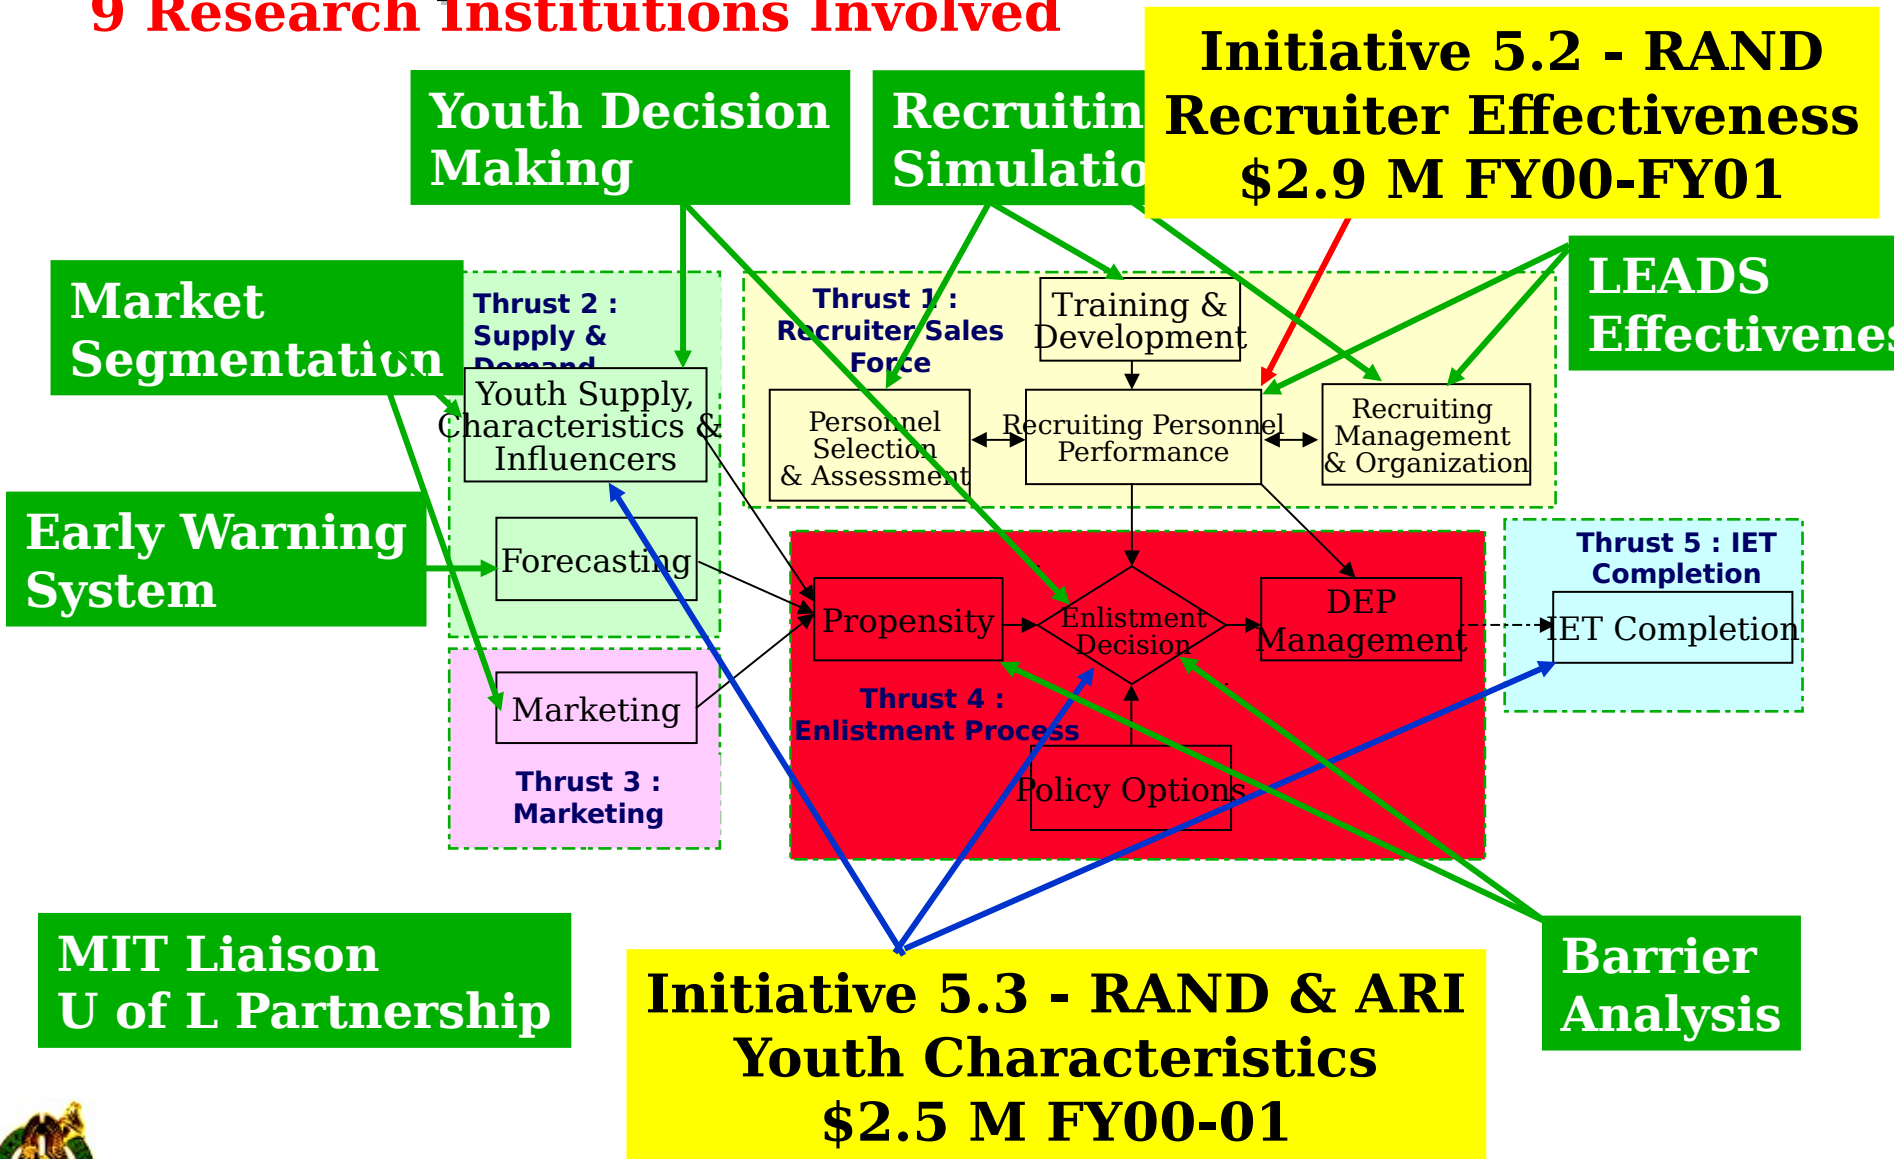 9 Research Institutions Involved
Initiative 5.2 - RAND
Recruiter Effectiveness
$2.9 M FY00-FY01
Youth Decision
Making
Recruitin
Simulatio
LEADS
Effectivenes
Market
Segmentation
Thrust 2 :
Supply &
Demand
Youth Supply,
Characteristics &
Influencers
Forecasting
Thrust 1 :
Recruiter Sales
Force
Training &
Development
Personnel
Selection
& Assessment
Recruiting Personnel
Performance
Recruiting
Management
& Organization
Early Warning
System
Marketing
Thrust 3 :
Marketing
Propensity
Enlistment
Decision
DEP
Management
Thrust 4 :
Enlistment Process
Policy Options
Thrust 5 : IET
Completion
IET Completion
MIT Liaison
U of L Partnership
Initiative 5.3 - RAND & ARI
Youth Characteristics
$2.5 M FY00-01
Barrier
Analysis